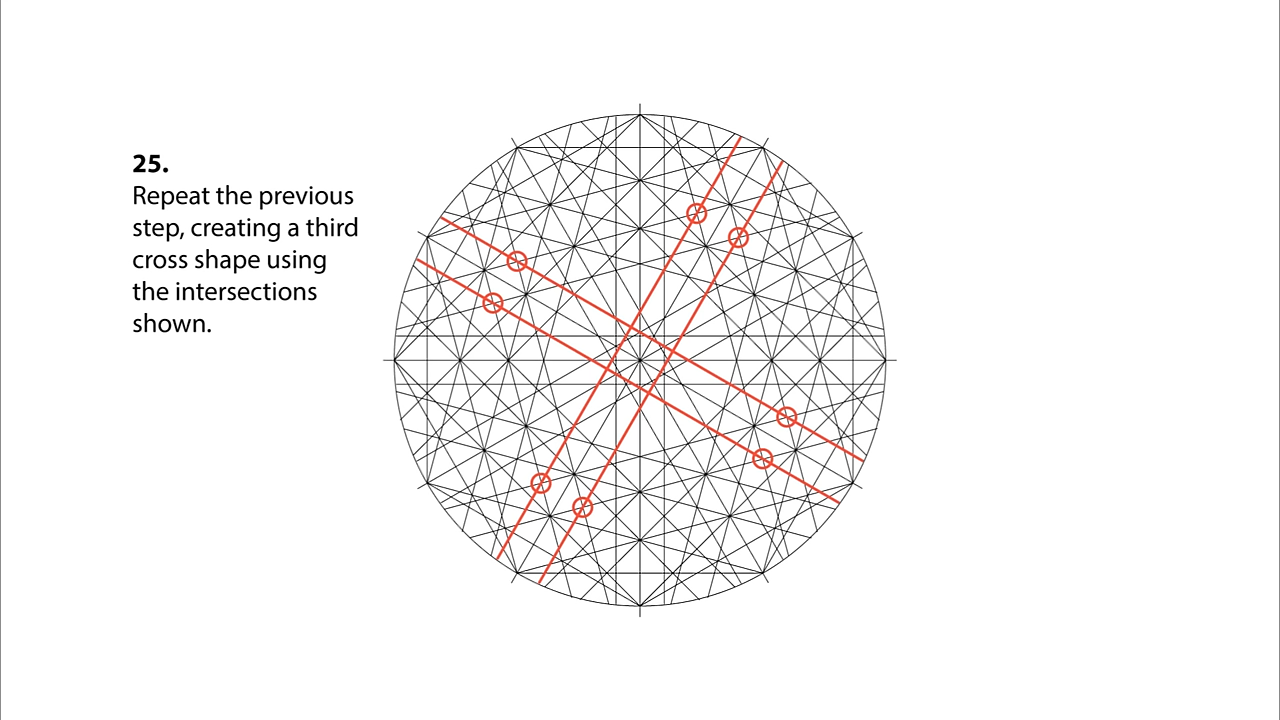 25.
Repeat the previous
step, creating a third
cross shape using
the intersections
shown.